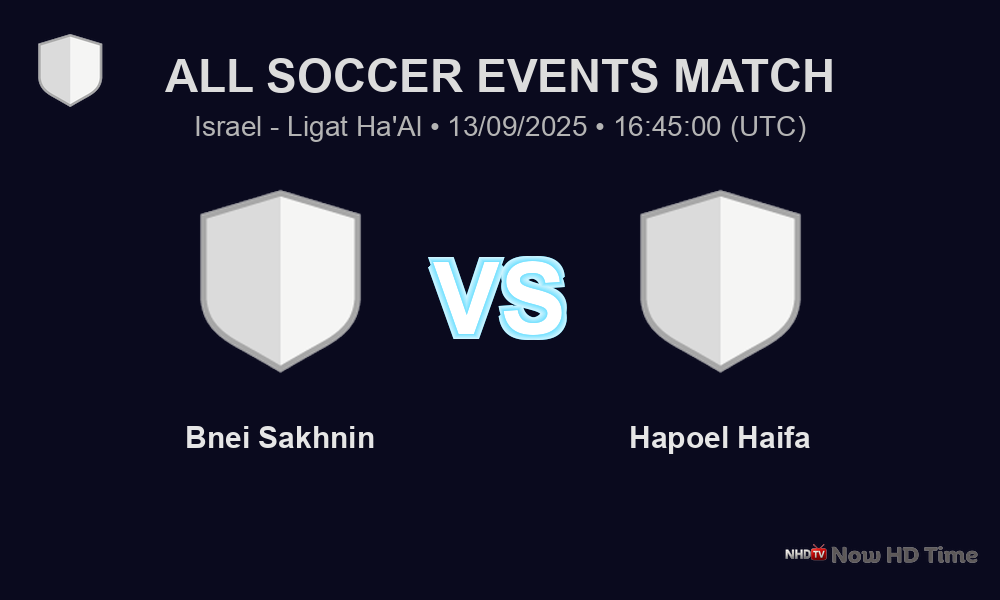 ALL SOCCER EVENTS MATCH
Israel - Ligat Ha'Al • 13/09/2025 • 16:45:00 (UTC)
VS
Bnei Sakhnin
Hapoel Haifa
NHD TV Now HD Time